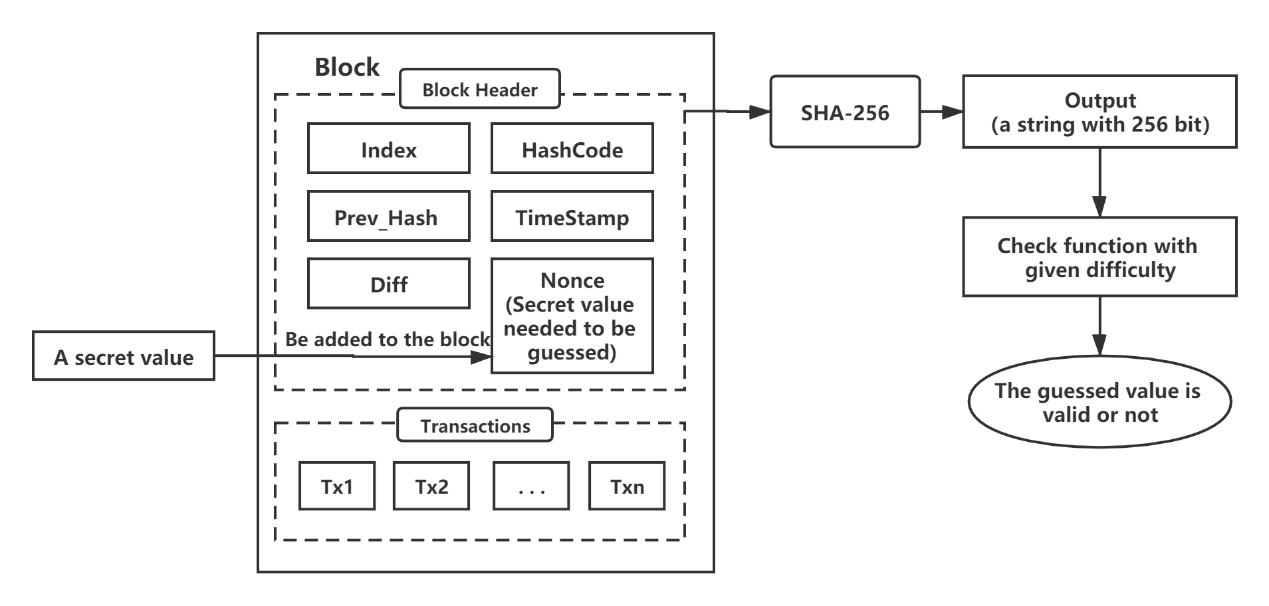 Block
Block Header
Index
HashCode
Prev_Hash
TimeStamp
Diff
Nonce
(Secret value
needed to be
guessed)
A secret value
Be added to the block
Transactions
Tx1
Tx2
. . .
Txn
SHA-256
Output
(a string with 256 bit)
Check function with
given difficulty
The guessed value is
valid or not